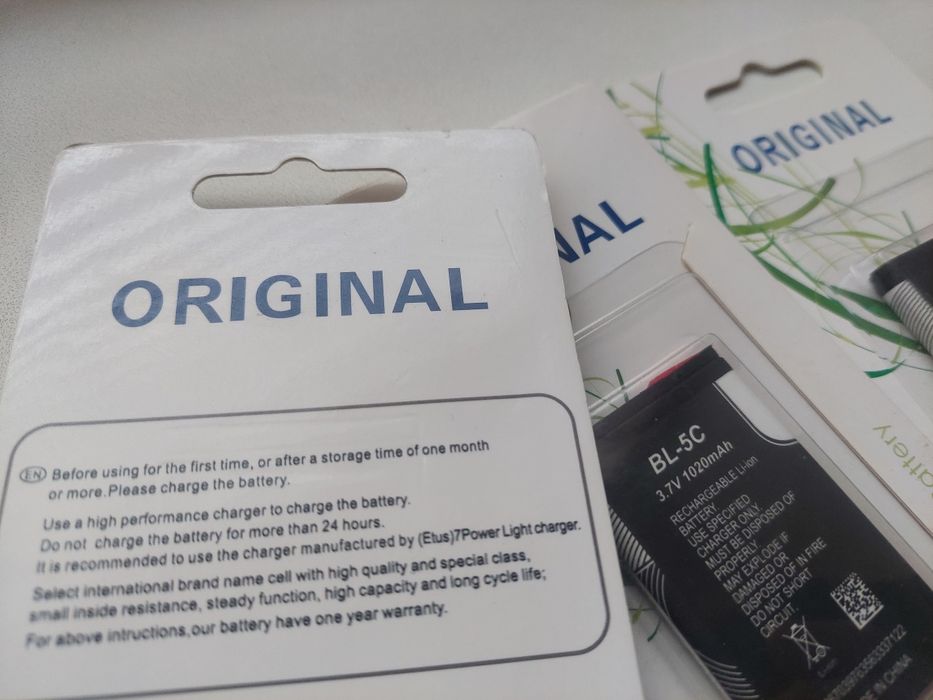 ORIGINAL
EN Before using for the first time, or after a storage time of one month
or more.Please charge the battery.
Use a high performance charger to charge the battery.
Do not charge the battery for more than 24 hours.
It is recommended to use the charger manufactured by (Etus)7Power Light charger.
Select international brand name cell with high quality and special class,
small inside resistance, steady function, high capacity and long cycle life;
For above intructions,our battery have one year warranty.
NAL
BL-5C
3.7V 1020mAh
RECHARGEABLE Li-ion
BATTERY
USE SPECIFIED
CHARGER ONLY
MUST BE DISPOSED OF
PROPERLY
MAY EXPLODE IF
DAMAGED OR
DISPOSED OF IN FIRE
DO NOT SHORT
CIRCUIT.
IN CHINA
ORIGINAL
Battery